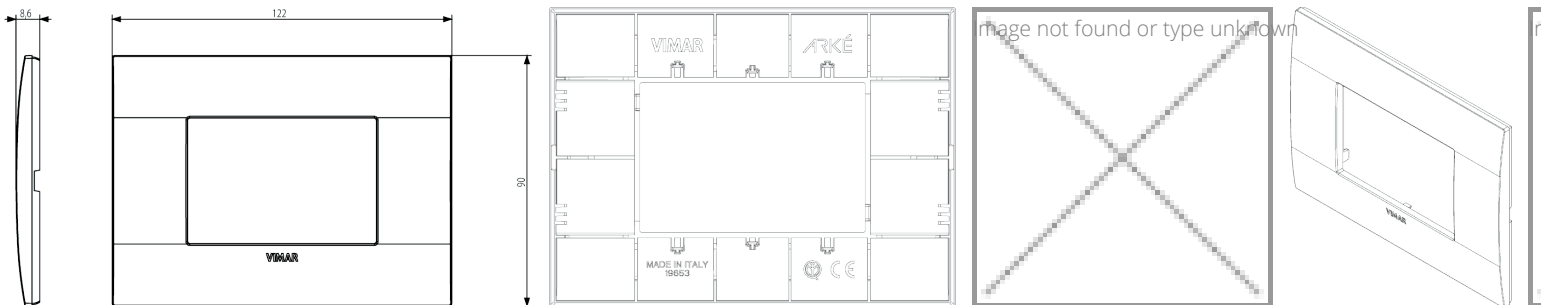 8,6
122
90
VIMAR
VIMAR
ARKÉ
MADE IN ITALY
19653
CE
Image not found or type unknown
VIMAR